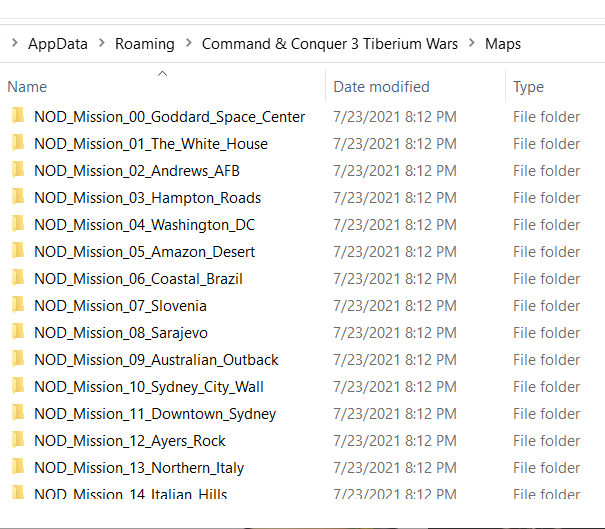 AppData > Roaming > Command & Conquer 3 Tiberium Wars > Maps
Name Date modified Type
NOD_Mission_00_Goddard_Space_Center 7/23/2021 8:12 PM File folder
NOD_Mission_01_The_White_House 7/23/2021 8:12 PM File folder
NOD_Mission_02_Andrews_AFB 7/23/2021 8:12 PM File folder
NOD_Mission_03_Hampton_Roads 7/23/2021 8:12 PM File folder
NOD_Mission_04_Washington_DC 7/23/2021 8:12 PM File folder
NOD_Mission_05_Amazon_Desert 7/23/2021 8:12 PM File folder
NOD_Mission_06_Coastal_Brazil 7/23/2021 8:12 PM File folder
NOD_Mission_07_Slovenia 7/23/2021 8:12 PM File folder
NOD_Mission_08_Sarajevo 7/23/2021 8:12 PM File folder
NOD_Mission_09_Australian_Outback 7/23/2021 8:12 PM File folder
NOD_Mission_10_Sydney_City_Wall 7/23/2021 8:12 PM File folder
NOD_Mission_11_Downtown_Sydney 7/23/2021 8:12 PM File folder
NOD_Mission_12_Ayers_Rock 7/23/2021 8:12 PM File folder
NOD_Mission_13_Northern_Italy 7/23/2021 8:12 PM File folder
NOD_Mission_14_Italian_Hills 7/23/2021 8:12 PM File folder